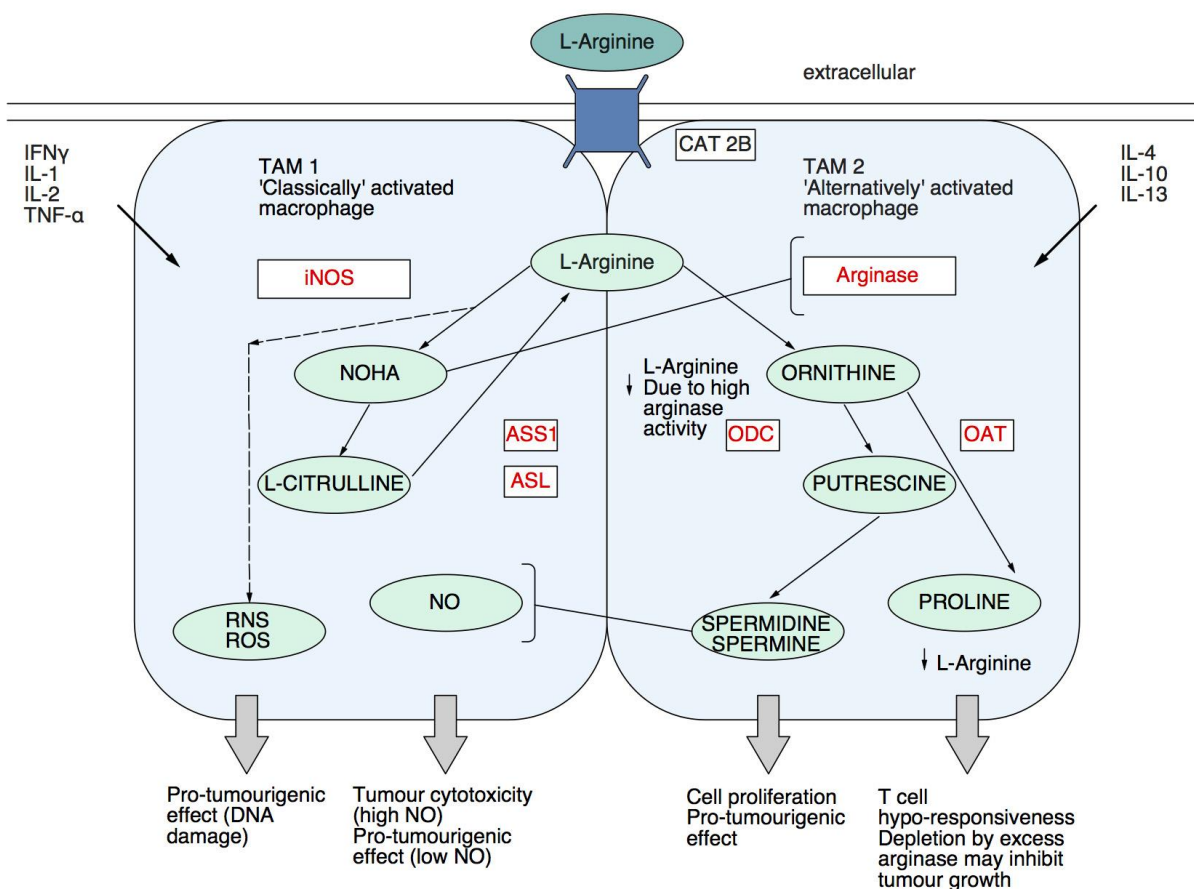 L-Arginine
extracellular
CAT 2B
IFNγ
IL-1
IL-2
TNF-α
TAM 1
'Classically' activated
macrophage
TAM 2
'Alternatively' activated
macrophage
IL-4
IL-10
IL-13
iNOS
L-Arginine
Arginase
NOHA
L-Arginine
Due to high
arginase
activity
ORNITHINE
ASS1
ODC
OAT
ASL
L-CITRULLINE
PUTRESCINE
NO
RNS
ROS
SPERMIDINE
SPERMINE
PROLINE
L-Arginine
Pro-tumourigenic
effect (DNA
damage)
Tumour cytotoxicity
(high NO)
Pro-tumourigenic
effect (low NO)
Cell proliferation
Pro-tumourigenic
effect
T cell
hypo-responsiveness
Depletion by excess
arginase may inhibit
tumour growth